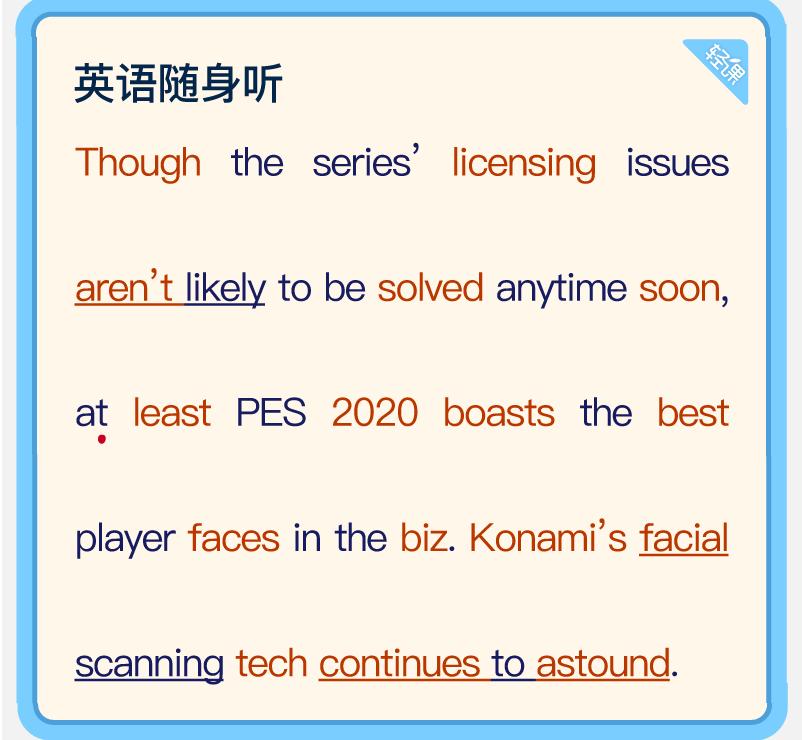 轻课
英语随身听
Though the series’ licensing issues
aren’t likely to be solved anytime soon,
at least PES 2020 boasts the best
player faces in the biz. Konami’s facial
scanning tech continues to astound.